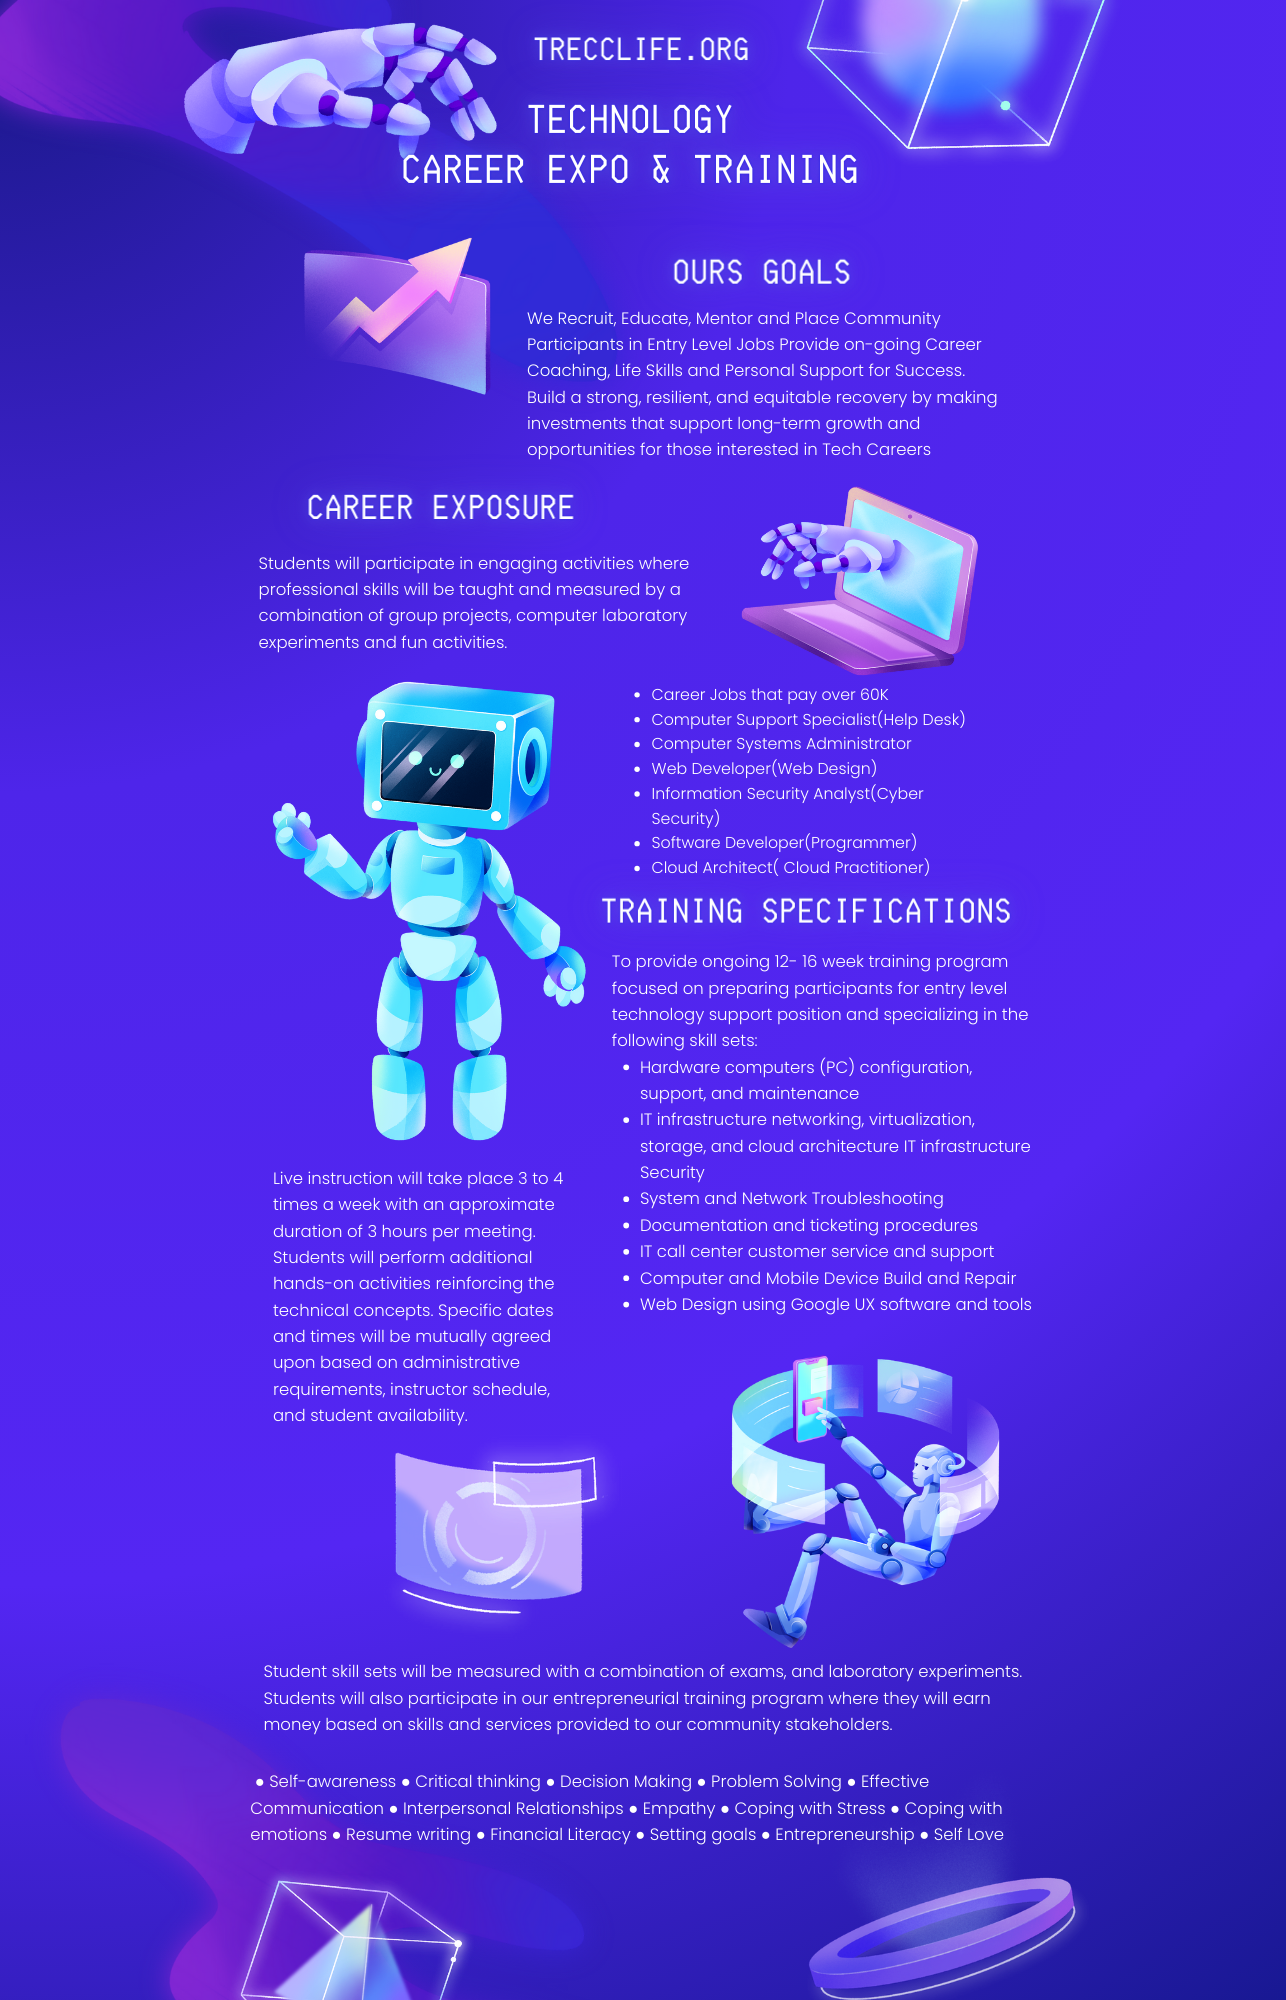 TRECCLIFE.ORG
TECHNOLOGY
CAREER EXPO & TRAINING
OURS GOALS
We Recruit, Educate, Mentor and Place Community
Participants in Entry Level Jobs Provide on-going Career
Coaching, Life Skills and Personal Support for Success.
Build a strong, resilient, and equitable recovery by making
investments that support long-term growth and
opportunities for those interested in Tech Careers
CAREER EXPOSURE
Students will participate in engaging activities where
professional skills will be taught and measured by a
combination of group projects, computer laboratory
experiments and fun activities.
• Career Jobs that pay over 60K
• Computer Support Specialist(Help Desk)
• Computer Systems Administrator
• Web Developer(Web Design)
• Information Security Analyst(Cyber
Security)
• Software Developer(Programmer)
• Cloud Architect( Cloud Practitioner)
TRAINING SPECIFICATIONS
To provide ongoing 12- 16 week training program
focused on preparing participants for entry level
technology support position and specializing in the
following skill sets:
• Hardware computers (PC) configuration,
support, and maintenance
• IT infrastructure networking, virtualization,
storage, and cloud architecture IT infrastructure
Security
• System and Network Troubleshooting
• Documentation and ticketing procedures
• IT call center customer service and support
• Computer and Mobile Device Build and Repair
• Web Design using Google UX software and tools
Live instruction will take place 3 to 4
times a week with an approximate
duration of 3 hours per meeting.
Students will perform additional
hands-on activities reinforcing the
technical concepts. Specific dates
and times will be mutually agreed
upon based on administrative
requirements, instructor schedule,
and student availability.
Student skill sets will be measured with a combination of exams, and laboratory experiments.
Students will also participate in our entrepreneurial training program where they will earn
money based on skills and services provided to our community stakeholders.
● Self-awareness ● Critical thinking ● Decision Making ● Problem Solving ● Effective
Communication ● Interpersonal Relationships ● Empathy ● Coping with Stress ● Coping with
emotions ● Resume writing ● Financial Literacy ● Setting goals ● Entrepreneurship ● Self Love